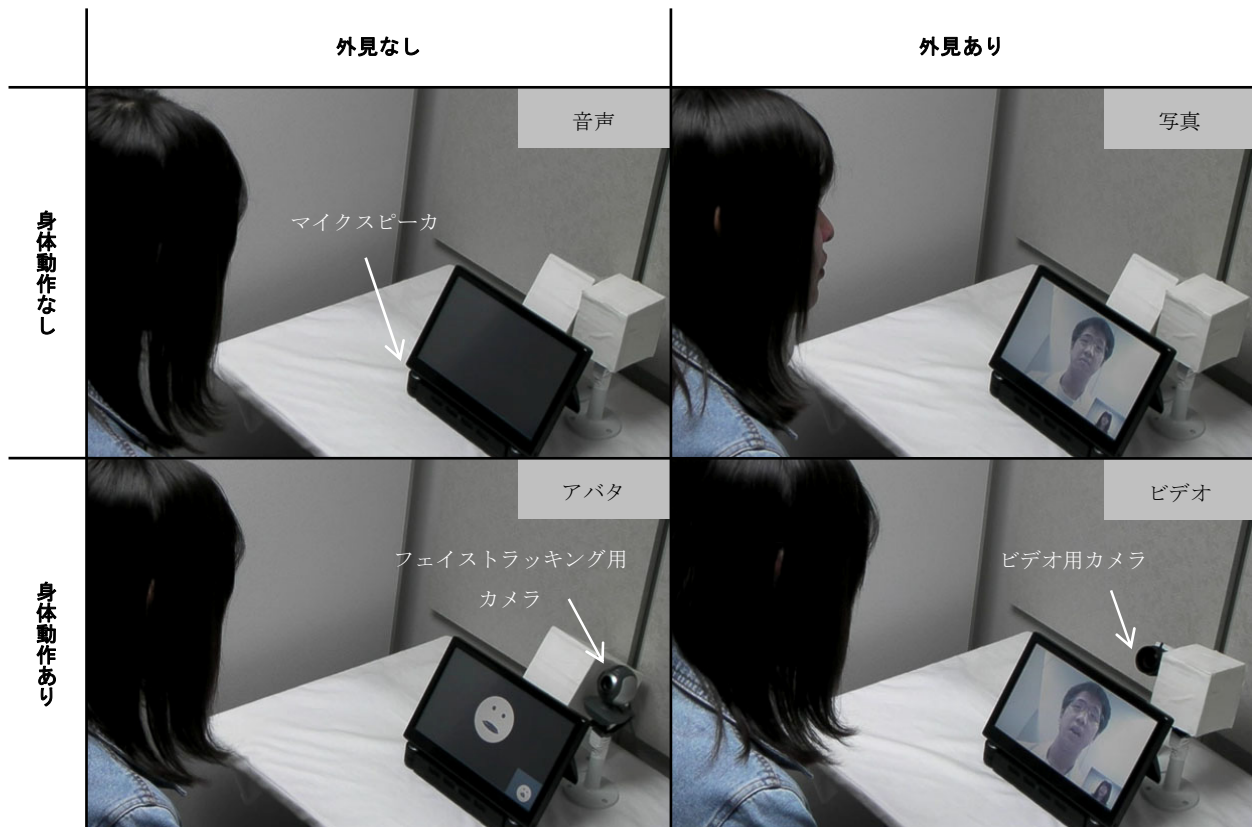 外見なし
外見あり
身体動作なし
音声
マイクスピーカ
写真
身体動作あり
アバタ
フェイストラッキング用
カメラ
ビデオ
ビデオ用カメラ